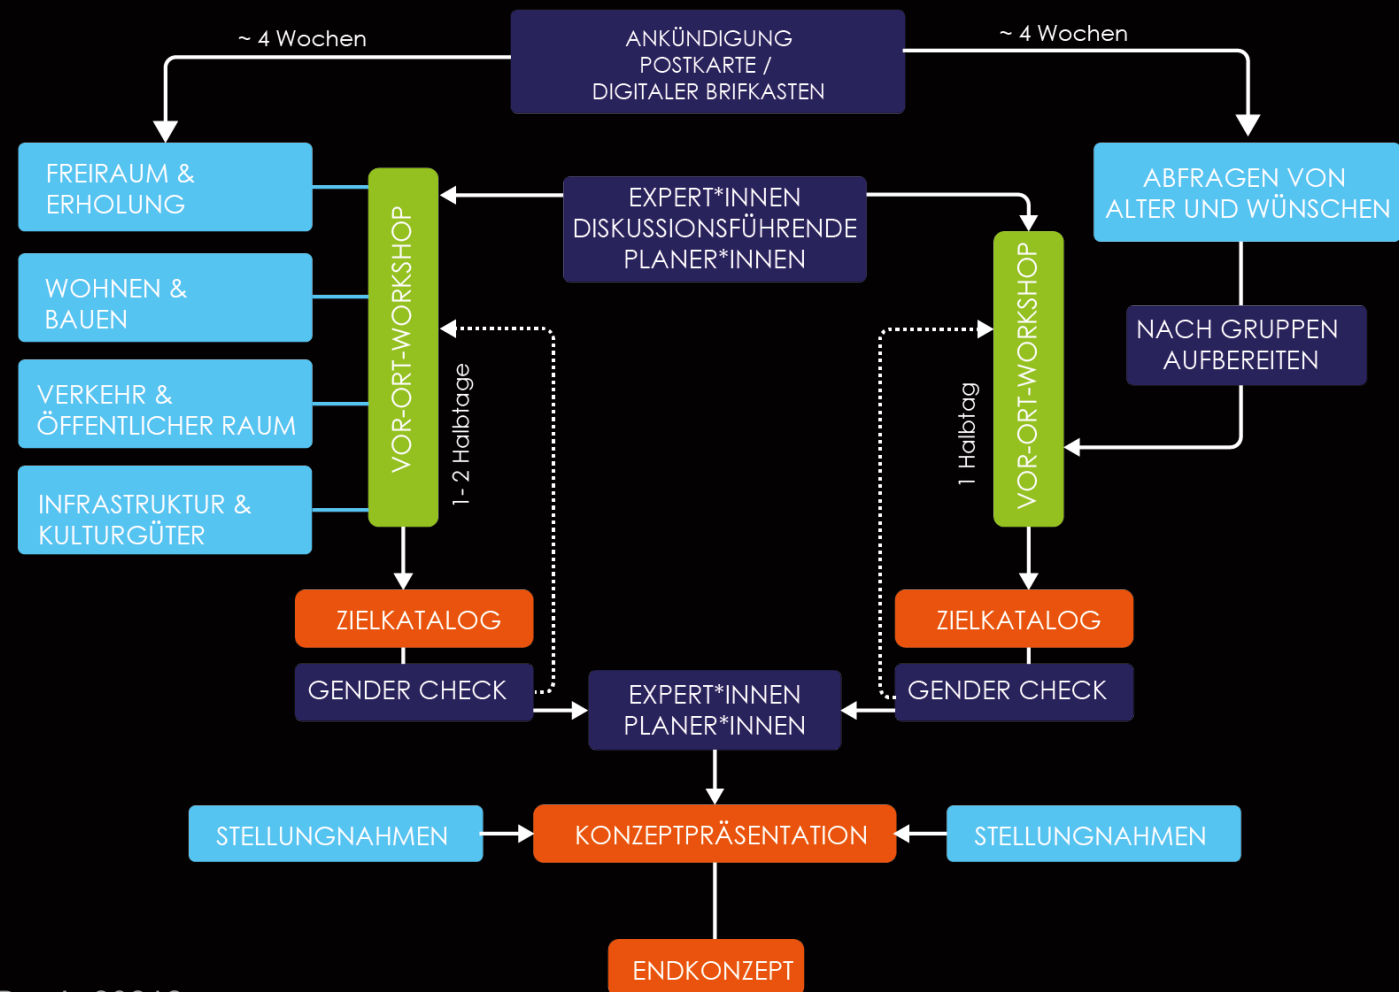 ~ 4 Wochen
ANKÜNDIGUNG
POSTKARTE /
DIGITALER BRIFKASTEN
~ 4 Wochen
FREIRAUM &
ERHOLUNG
WOHNEN &
BAUEN
VERKEHR &
ÖFFENTLICHER RAUM
INFRASTRUKTUR &
KULTURGÜTER
VOR-ORT-WORKSHOP
1- 2 Halbtage
EXPERT*INNEN
DISKUSSIONSFÜHRENDE
PLANER*INNEN
ABFRAGEN VON
ALTER UND WÜNSCHEN
NACH GRUPPEN
AUFBEREITEN
VOR-ORT-WORKSHOP
1 Halbtag
ZIELKATALOG
GENDER CHECK
ZIELKATALOG
GENDER CHECK
EXPERT*INNEN
PLANER*INNEN
STELLUNGNAHMEN
KONZEPTPRÄSENTATION
STELLUNGNAHMEN
ENDKONZEPT